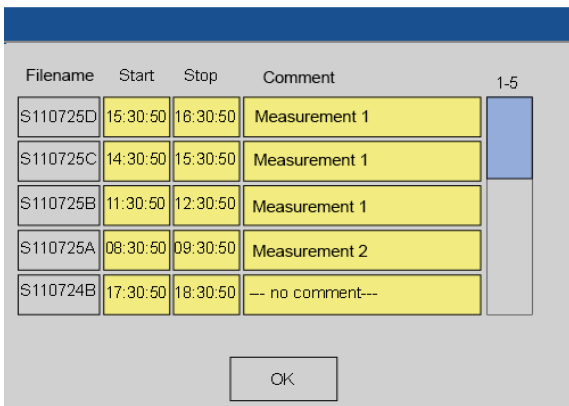 Filename Start Stop Comment 1-5
S110725D 15:30:50 16:30:50 Measurement 1
S110725C 14:30:50 15:30:50 Measurement 1
S110725B 11:30:50 12:30:50 Measurement 1
S110725A 08:30:50 09:30:50 Measurement 2
S110724B 17:30:50 18:30:50 --- no comment---
OK